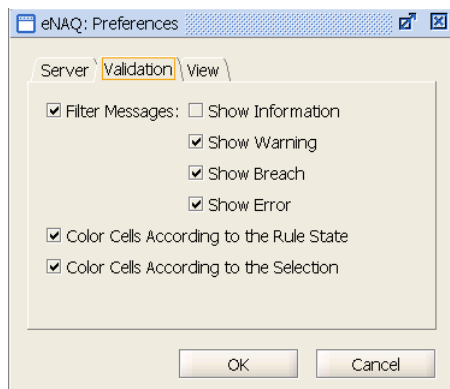 eNAQ: Preferences
Server Validation View
Filter Messages: Show Information
Show Warning
Show Breach
Show Error
Color Cells According to the Rule State
Color Cells According to the Selection
OK Cancel